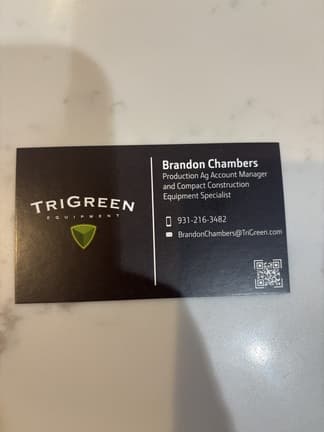 TRIGREEN
EQUIPMENT
Brandon Chambers
Production Ag Account Manager
and Compact Construction
Equipment Specialist
931-216-3482
BrandonChambers@TriGreen.com